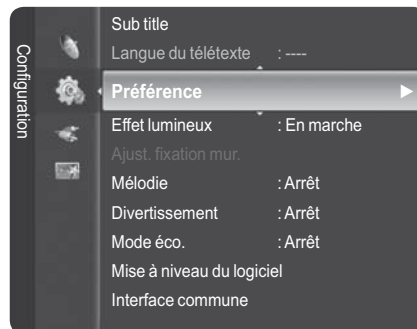 Configuration
Sub title
Langue du télétexte : ----
Préférence
Effet lumineux : En marche
Ajust. fixation mur.
Mélodie : Arrêt
Divertissement : Arrêt
Mode éco. : Arrêt
Mise à niveau du logiciel
Interface commune